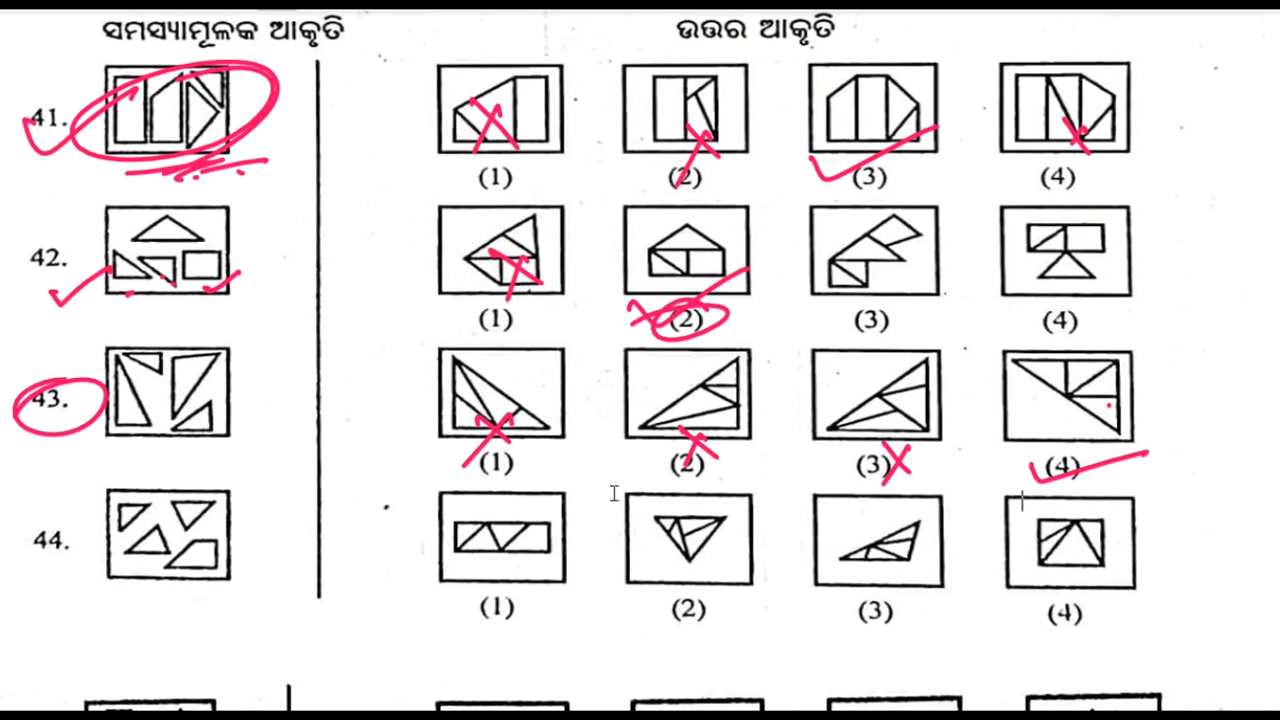 ସମସ୍ୟାମୂଳକ ଆକୃତି ଉତ୍ତର ଆକୃତି
41.
(1) (2) (3) (4)
42.
(1) (2) (3) (4)
43.
(1) (2) (3) (4)
44.
(1) (2) (3) (4)